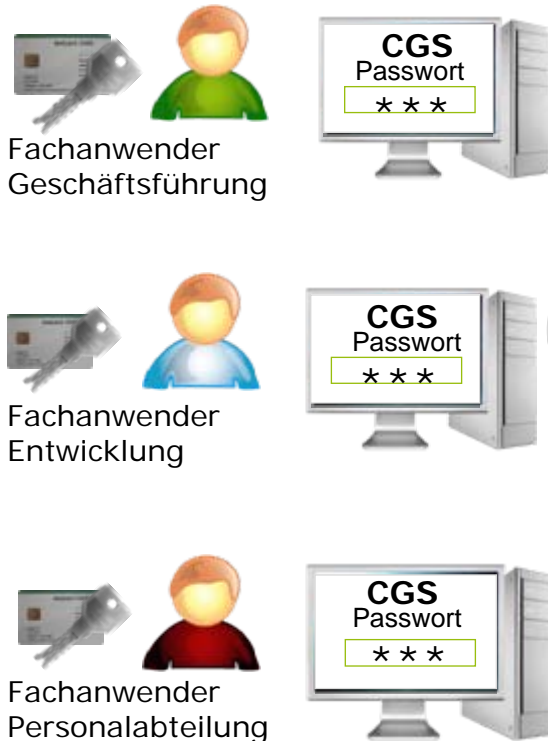 CGS
Passwort
***
Fachanwender
Geschäftsführung
CGS
Passwort
***
Fachanwender
Entwicklung
CGS
Passwort
***
Fachanwender
Personalabteilung